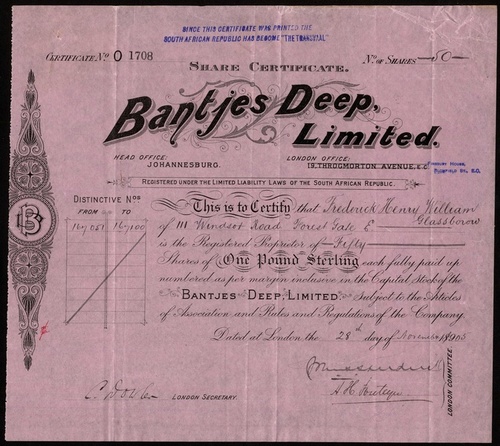 SINCE THIS CERTIFICATE WAS PRINTED THE
SOUTH AFRICAN REPUBLIC HAS BECOME "THE TRANSVAAL"
CERTIFICATE No. O 1708
No. OF SHARES —50—
SHARE CERTIFICATE.
Bantjes Deep, Limited.
HEAD OFFICE:
JOHANNESBURG.
LONDON OFFICE:
19, THROGMORTON AVENUE, E.C.
REGISTERED UNDER THE LIMITED LIABILITY LAWS OF THE SOUTH AFRICAN REPUBLIC.
DISTINCTIVE Nos
FROM TO
167051 167100
This is to Certify that Frederick Henry William
Glassborow
of 111 Windsor Road Forest Gate E
is the Registered Proprietor of —Fifty—
Shares of One Pound Sterling each fully paid up
numbered as per margin inclusive in the Capital Stock of the
BANTJES DEEP, LIMITED. Subject to the Articles
of Association and Rules and Regulations of the Company.
Dated at London, the 28th day of November 1905
LONDON SECRETARY.
LONDON COMMITTEE